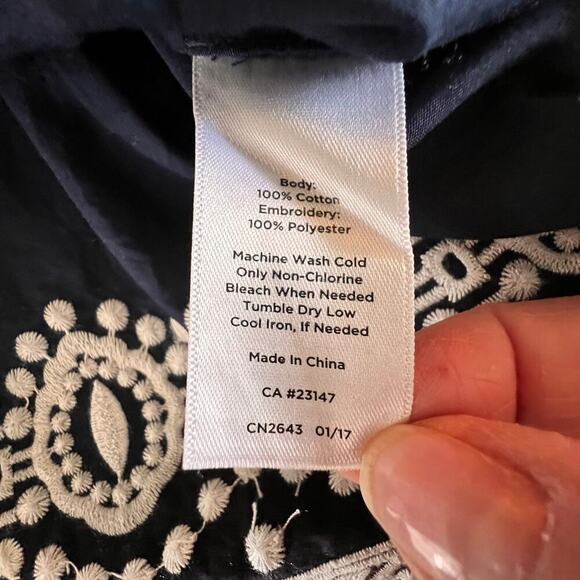 Body:
100% Cotton
Embroidery:
100% Polyester
Machine Wash Cold
Only Non-Chlorine
Bleach When Needed
Tumble Dry Low
Cool Iron, If Needed
Made In China
CA #23147
CN2643 01/17